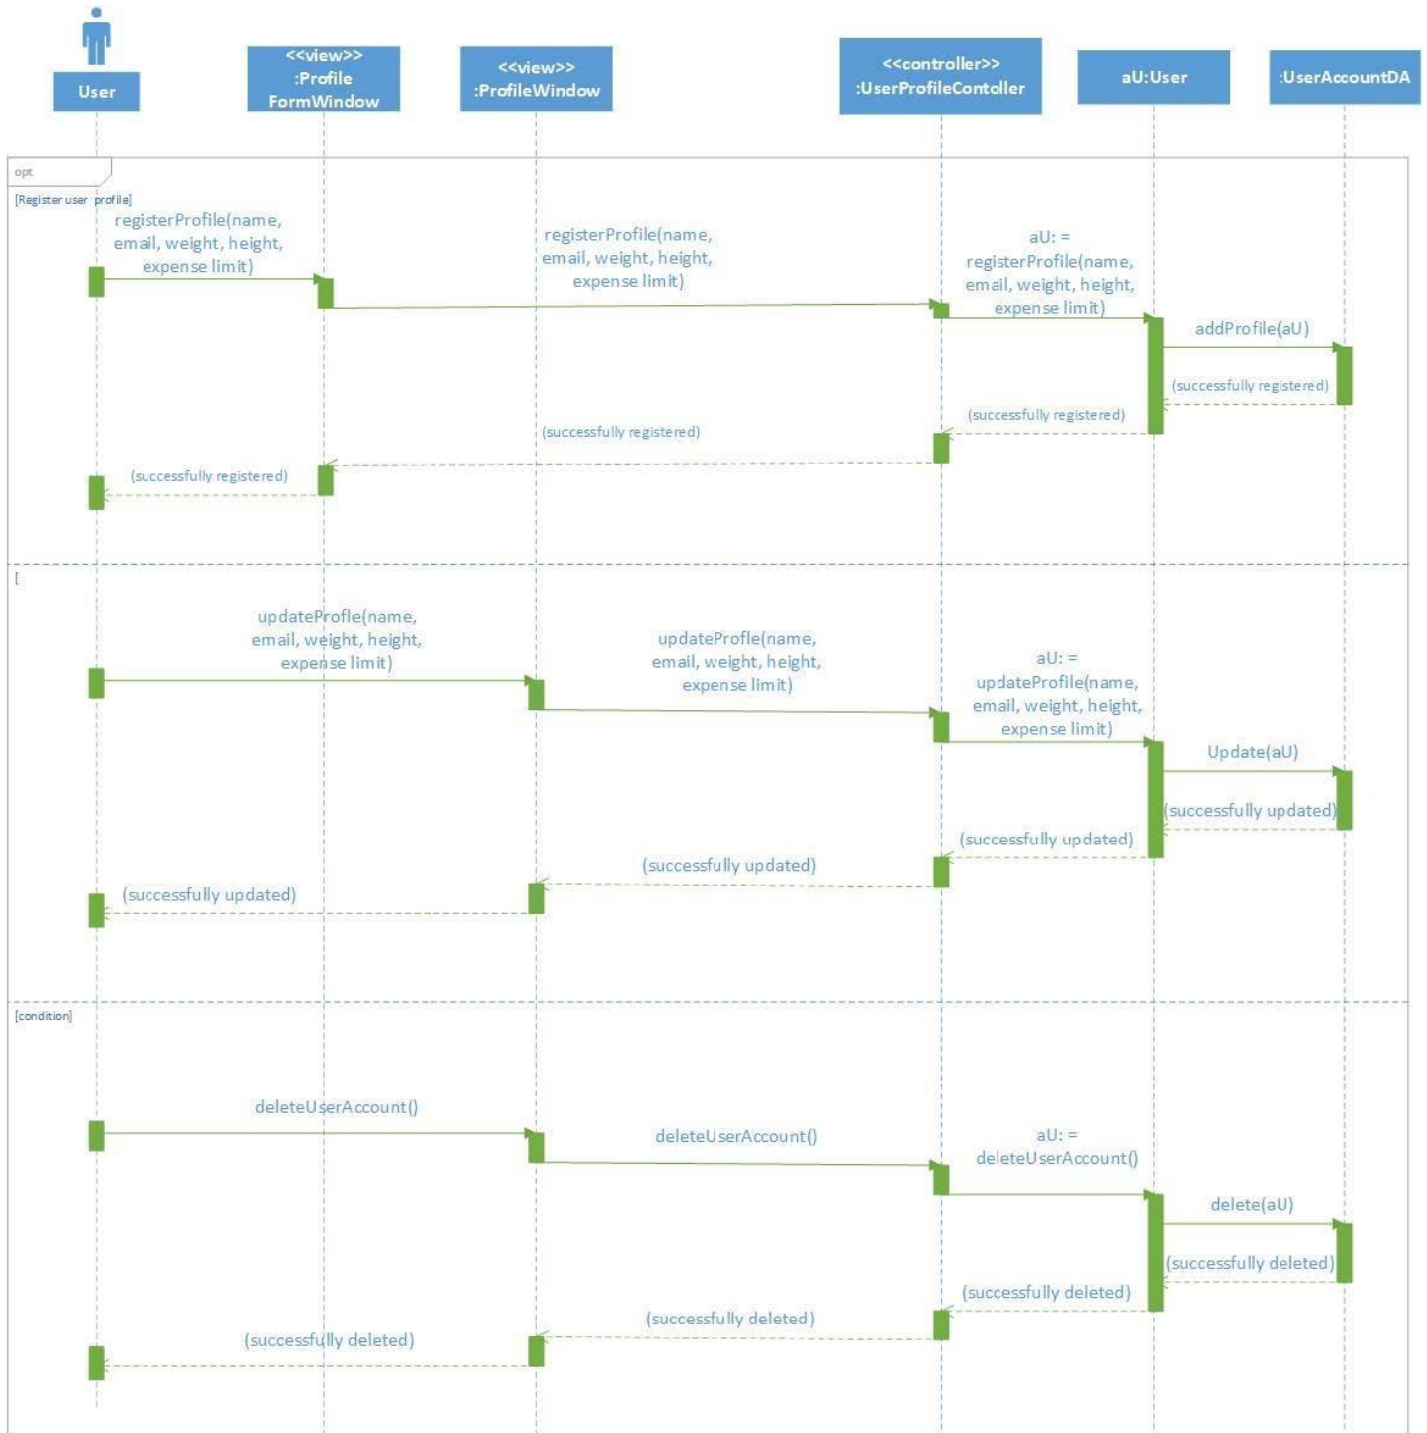 User
<<view>>
:Profile
FormWindow
<<view>>
:ProfileWindow
<<controller>>
:UserProfileContoller
aU:User
:UserAccountDA
opt
[Register user profile]
registerProfile(name,
email, weight, height,
expense limit)
registerProfile(name,
email, weight, height,
expense limit)
aU: =
registerProfile(name,
email, weight, height,
expense limit)
addProfile(aU)
(successfully registered)
(successfully registered)
(successfully registered)
(successfully registered)
[
updateProfle(name,
email, weight, height,
expense limit)
updateProfle(name,
email, weight, height,
expense limit)
aU: =
updateProfile(name,
email, weight, height,
expense limit)
Update(aU)
(successfully updated)
(successfully updated)
(successfully updated)
(successfully updated)
[condition]
deleteUserAccount()
deleteUserAccount()
aU: =
deleteUserAccount()
delete(aU)
(successfully deleted)
(successfully deleted)
(successfully deleted)
(successfully deleted)